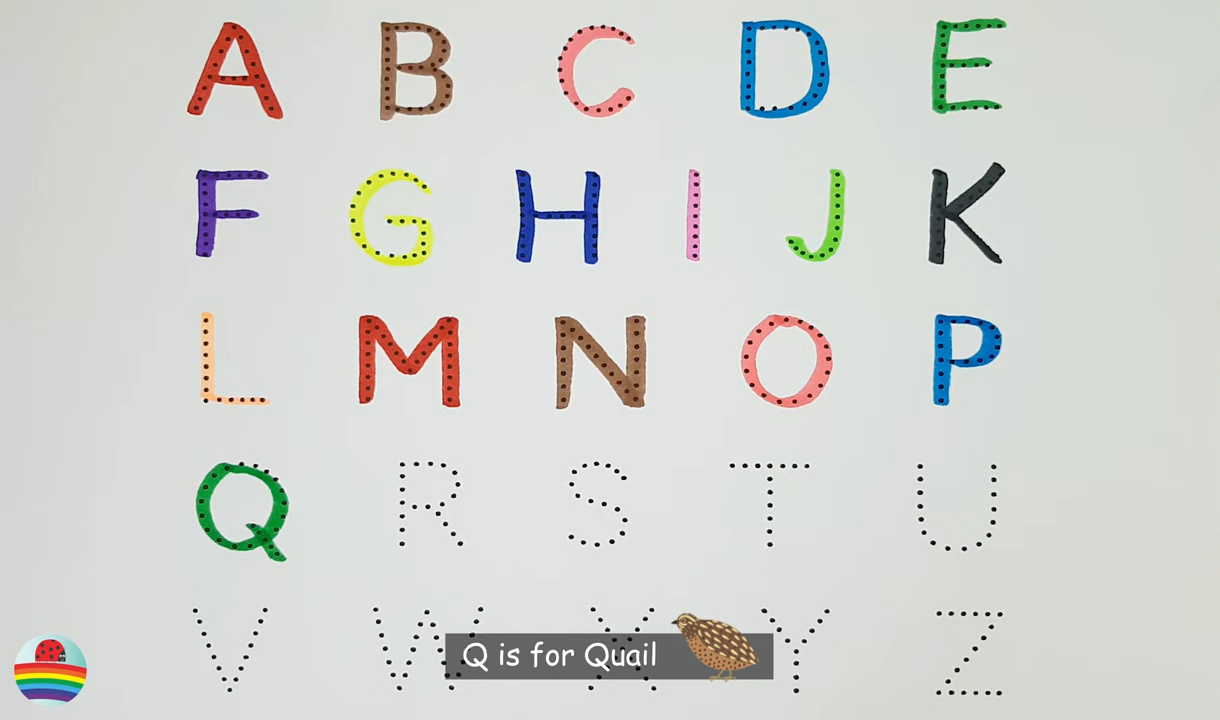 A B C D E
F G H I J K
L M N O P
Q R S T U
V W X Y Z
Q is for Quail